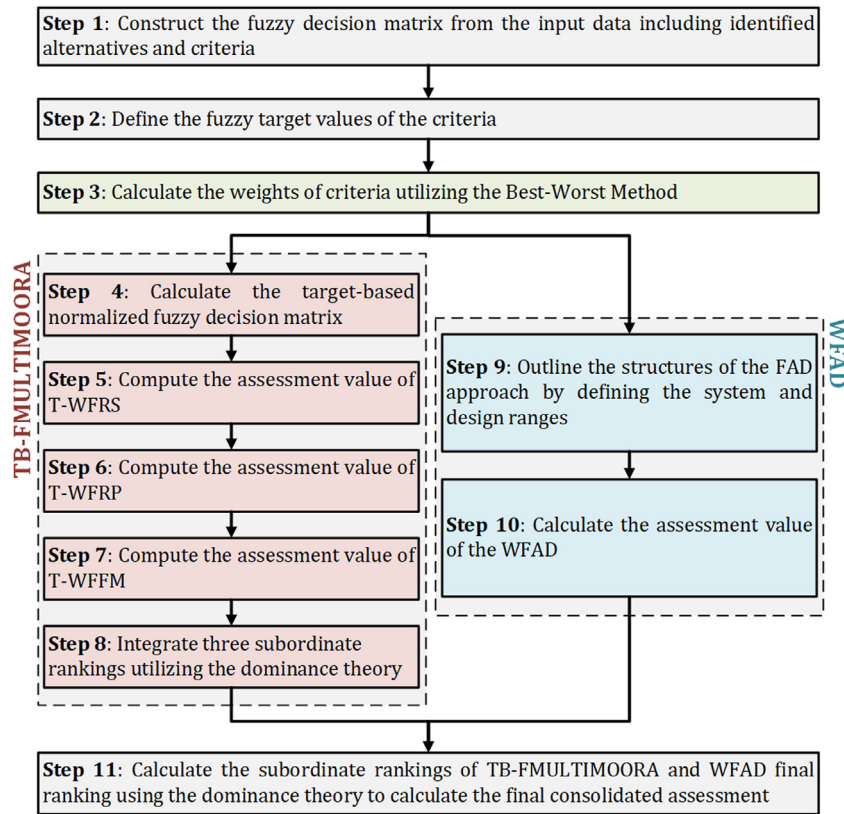 Step 1: Construct the fuzzy decision matrix from the input data including identified
alternatives and criteria
Step 2: Define the fuzzy target values of the criteria
Step 3: Calculate the weights of criteria utilizing the Best-Worst Method
TB-FMULTIMOORA
Step 4: Calculate the target-based
normalized fuzzy decision matrix
Step 5: Compute the assessment value of
T-WFRS
Step 6: Compute the assessment value of
T-WFRP
Step 7: Compute the assessment value of
T-WFFM
Step 8: Integrate three subordinate
rankings utilizing the dominance theory
WFAD
Step 9: Outline the structures of the FAD
approach by defining the system and
design ranges
Step 10: Calculate the assessment value
of the WFAD
Step 11: Calculate the subordinate rankings of TB-FMULTIMOORA and WFAD final
ranking using the dominance theory to calculate the final consolidated assessment